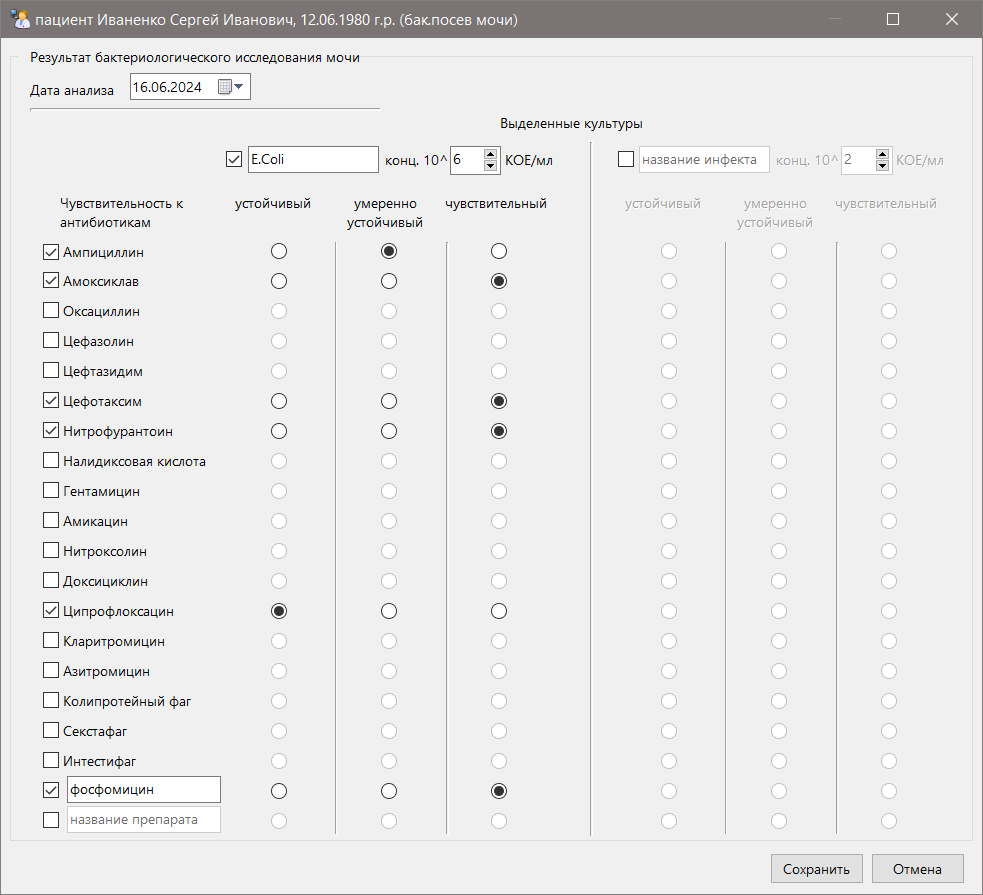 пациент Иваненко Сергей Иванович, 12.06.1980 г.р. (бак.посев мочи)
Результат бактериологического исследования мочи
Дата анализа 16.06.2024
Выделенные культуры
E.Coli конц. 10^ 6 КОЕ/мл название инфекта конц. 10^ 2 КОЕ/мл
Чувствительность к устойчивый умеренно чувствительный устойчивый умеренно чувствительный
антибиотикам устойчивый устойчивый
Ампициллин
Амоксиклав
Оксациллин
Цефазолин
Цефтазидим
Цефотаксим
Нитрофурантоин
Налидиксовая кислота
Гентамицин
Амикацин
Нитроксолин
Доксициклин
Ципрофлоксацин
Кларитромицин
Азитромицин
Колипротейный фаг
Секстафаг
Интестифаг
фосфомицин
название препарата
Сохранить Отмена